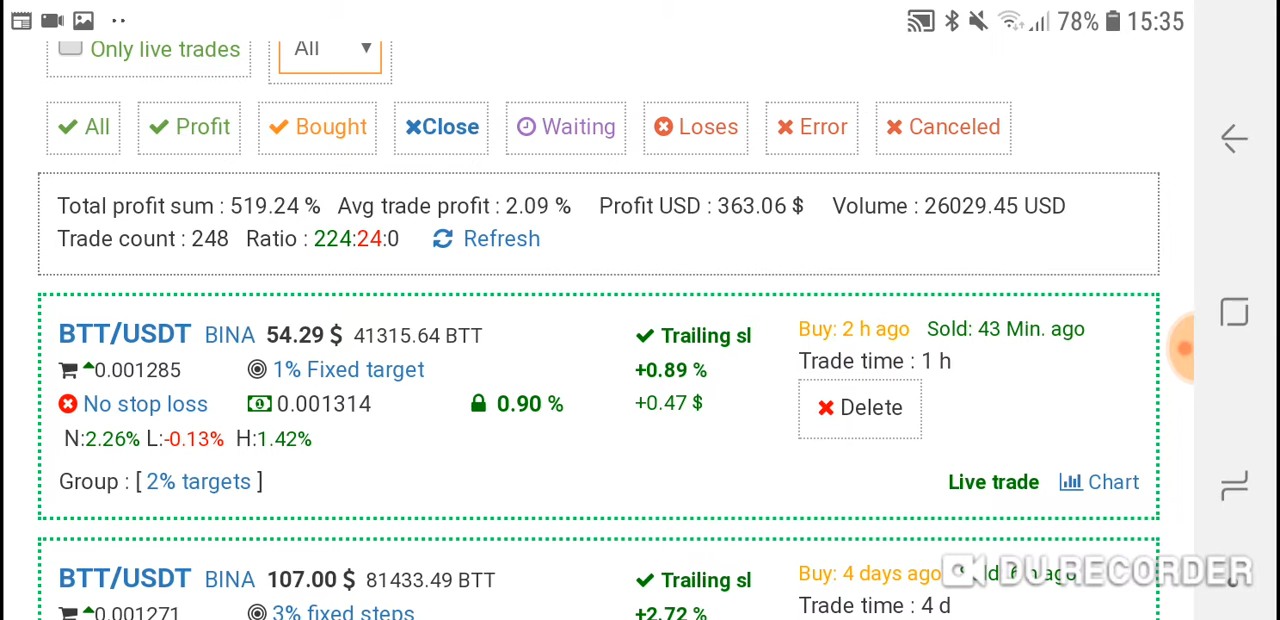 78% 15:35
Only live trades All
All Profit Bought Close Waiting Loses Error Canceled
Total profit sum : 519.24 % Avg trade profit : 2.09 % Profit USD : 363.06 $ Volume : 26029.45 USD
Trade count : 248 Ratio : 224:24:0 Refresh
BTT/USDT BINA 54.29 $ 41315.64 BTT Trailing sl Buy: 2 h ago Sold: 43 Min. ago
0.001285 1% Fixed target +0.89 % Trade time : 1 h
No stop loss 0.001314 0.90 % +0.47 $ Delete
N:2.26% L:-0.13% H:1.42%
Group : [ 2% targets ] Live trade Chart
BTT/USDT BINA 107.00 $ 81433.49 BTT Trailing sl Buy: 4 days ago
DU RECORDER
0.001271 3% fixed steps +2.72 % Trade time : 4 d